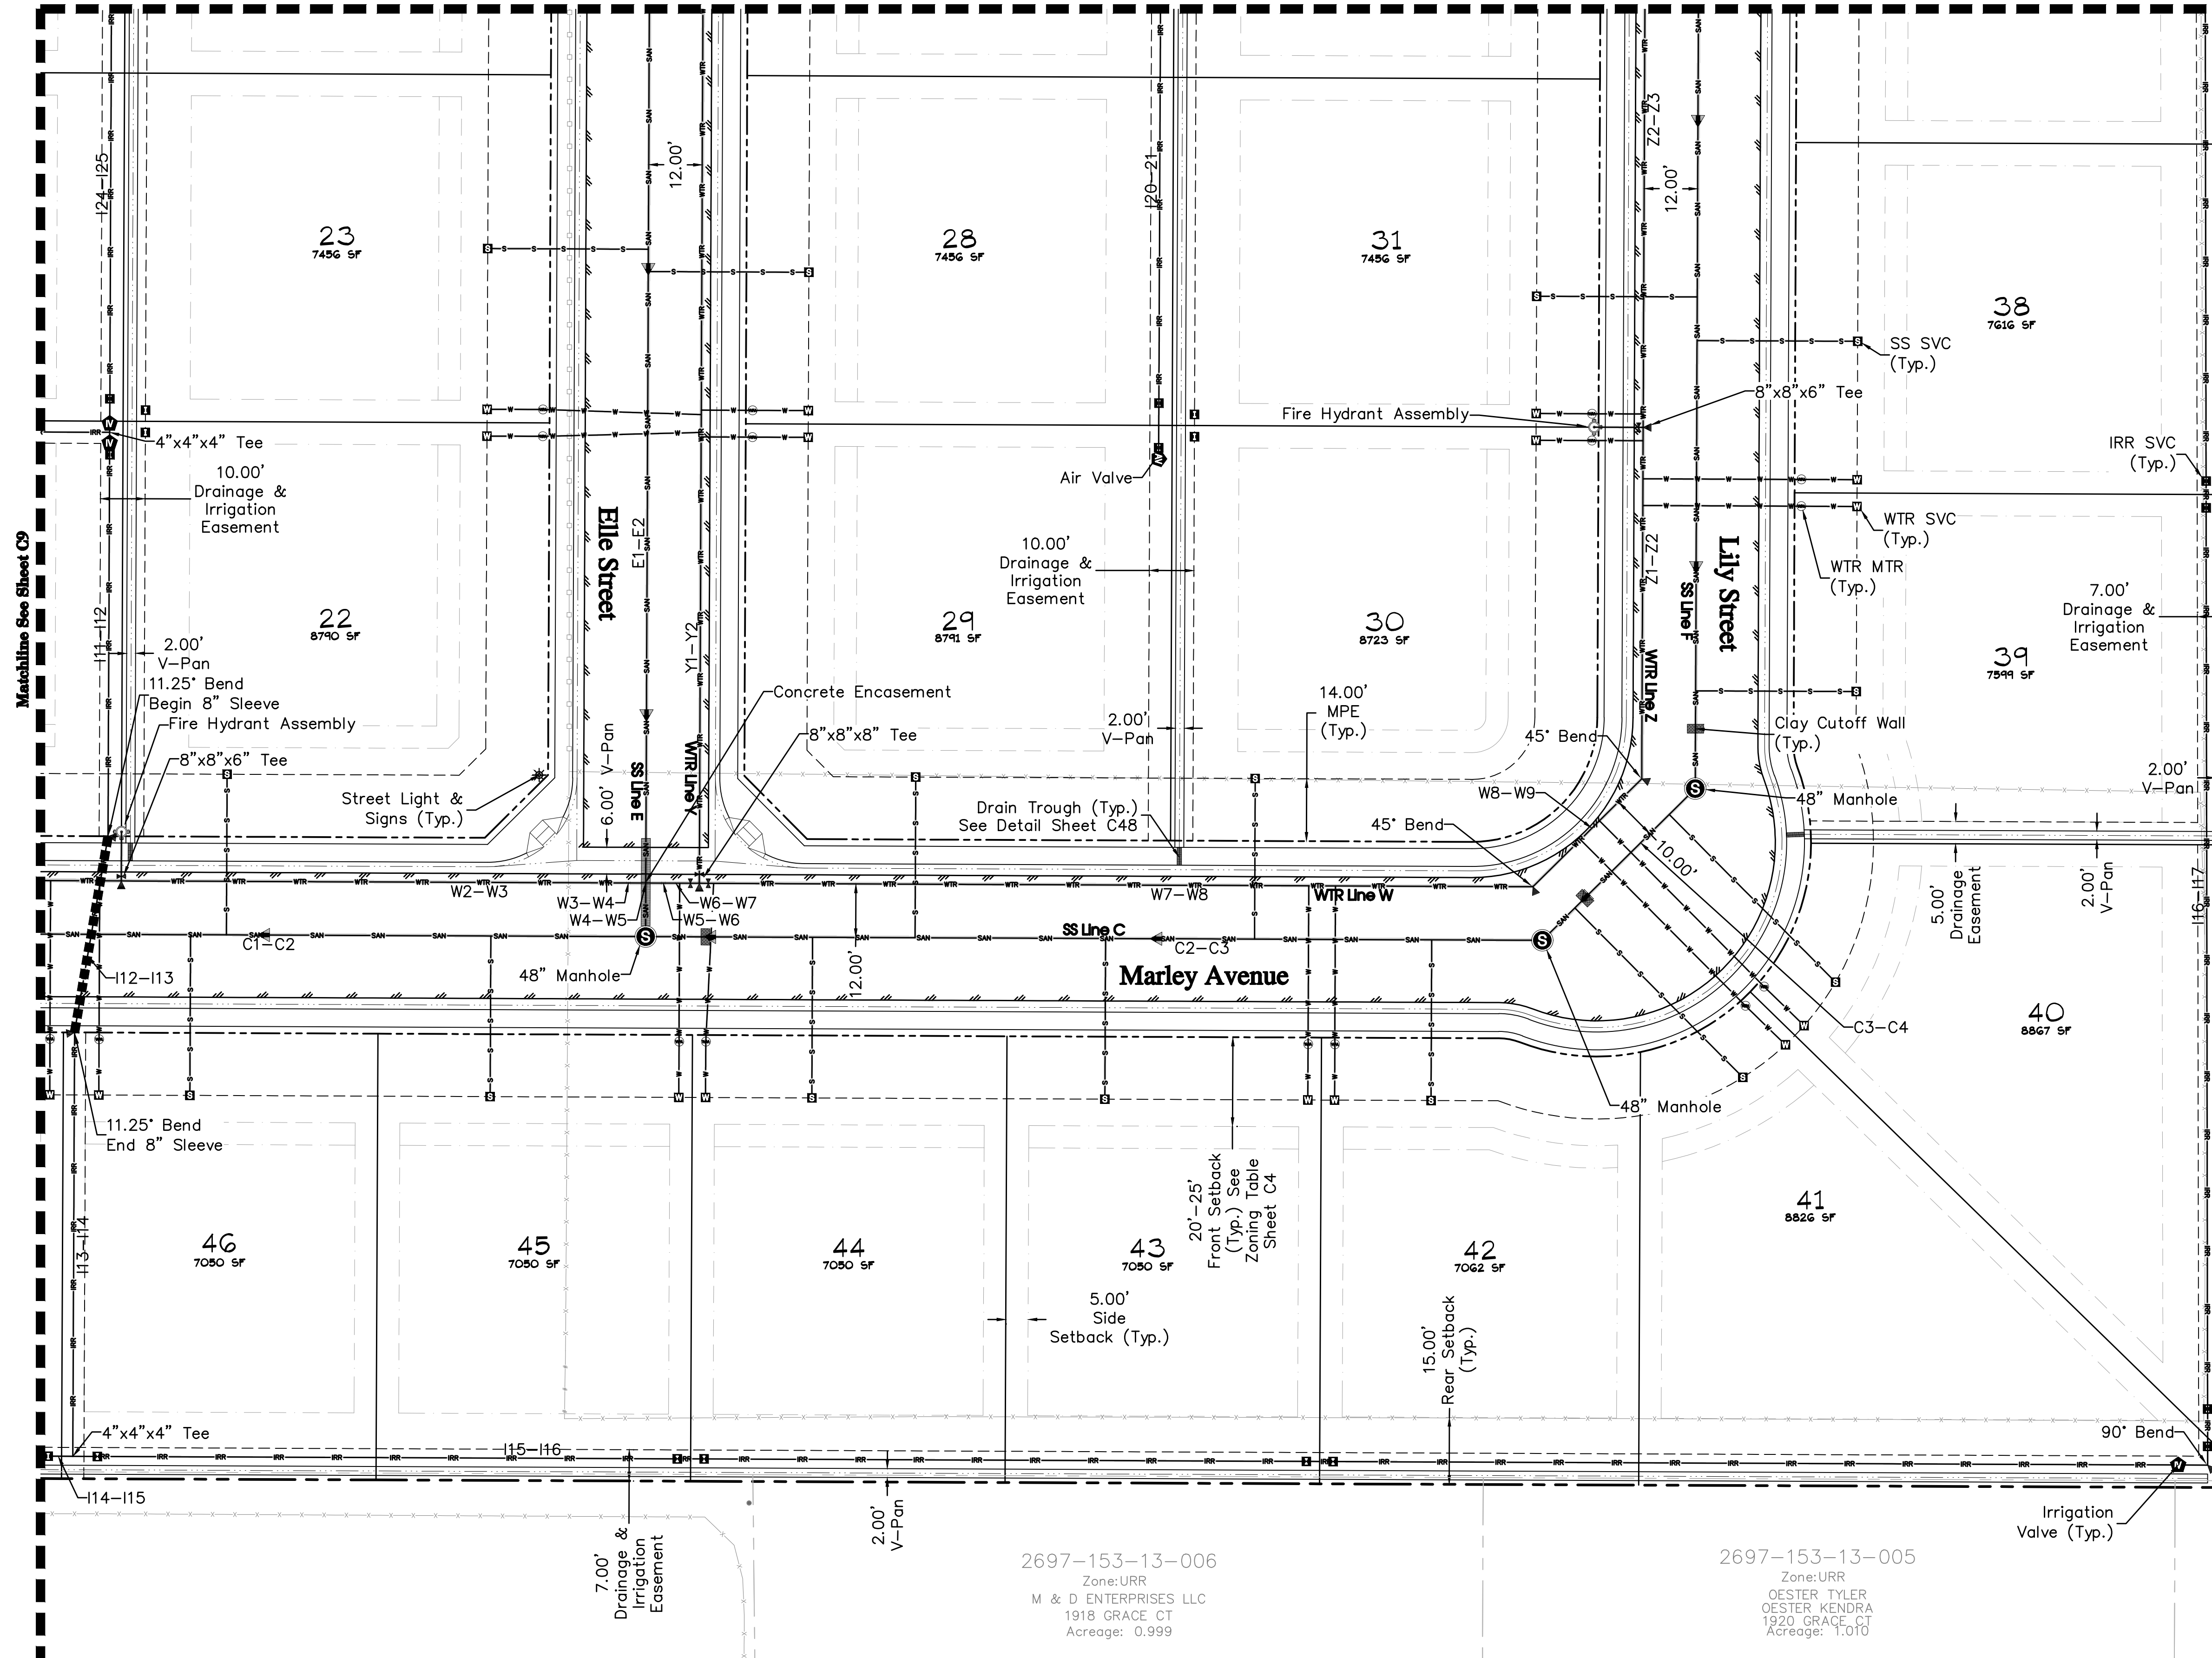 Matchline See Sheet C9
I24-I25
12.00'
I20-21
Z2-Z3
12.00'
23
7456 SF
28
7456 SF
31
7456 SF
38
7616 SF
SS SVC
(Typ.)
8"x8"x6" Tee
Fire Hydrant Assembly
4"x4"x4" Tee
10.00'
Drainage &
Irrigation
Easement
Air Valve
IRR SVC
(Typ.)
WTR SVC
(Typ.)
WTR MTR
(Typ.)
Elle Street
E1-E2
10.00'
Drainage &
Irrigation
Easement
Z1-Z2
SS Line F
Lily Street
7.00'
Drainage &
Irrigation
Easement
I11-I12
22
8790 SF
Y1-Y2
29
8791 SF
30
8723 SF
39
7599 SF
2.00'
V-Pan
11.25° Bend
Begin 8" Sleeve
Fire Hydrant Assembly
8"x8"x6" Tee
Concrete Encasement
8"x8"x8" Tee
2.00'
V-Pan
14.00'
MPE
(Typ.)
45° Bend
WTR Line Z
Clay Cutoff Wall
(Typ.)
2.00'
V-Pan
Street Light &
Signs (Typ.)
6.00' V-Pan
SS Line E
WTR Line Y
Drain Trough (Typ.)
See Detail Sheet C48
W8-W9
45° Bend
48" Manhole
10.00'
W2-W3
W3-W4
W4-W5
W6-W7
W5-W6
W7-W8
WTR Line W
5.00'
Drainage
Easement
2.00'
V-Pan
I16-I17
C1-C2
SS Line C
C2-C3
I12-I13
48" Manhole
12.00'
Marley Avenue
40
8867 SF
C3-C4
48" Manhole
11.25° Bend
End 8" Sleeve
I13-I14
20'-25'
Front Setback
(Typ.) See
Zoning Table
Sheet C4
46
7050 SF
45
7050 SF
44
7050 SF
43
7050 SF
42
7062 SF
41
8826 SF
5.00'
Side
Setback (Typ.)
15.00'
Rear Setback
(Typ.)
4"x4"x4" Tee
I15-I16
90° Bend
I14-I15
7.00'
Drainage &
Irrigation
Easement
2.00'
V-Pan
Irrigation
Valve (Typ.)
2697-153-13-006
Zone:URR
M & D ENTERPRISES LLC
1918 GRACE CT
Acreage: 0.999
2697-153-13-005
Zone:URR
OESTER TYLER
OESTER KENDRA
1920 GRACE CT
Acreage: 1.010